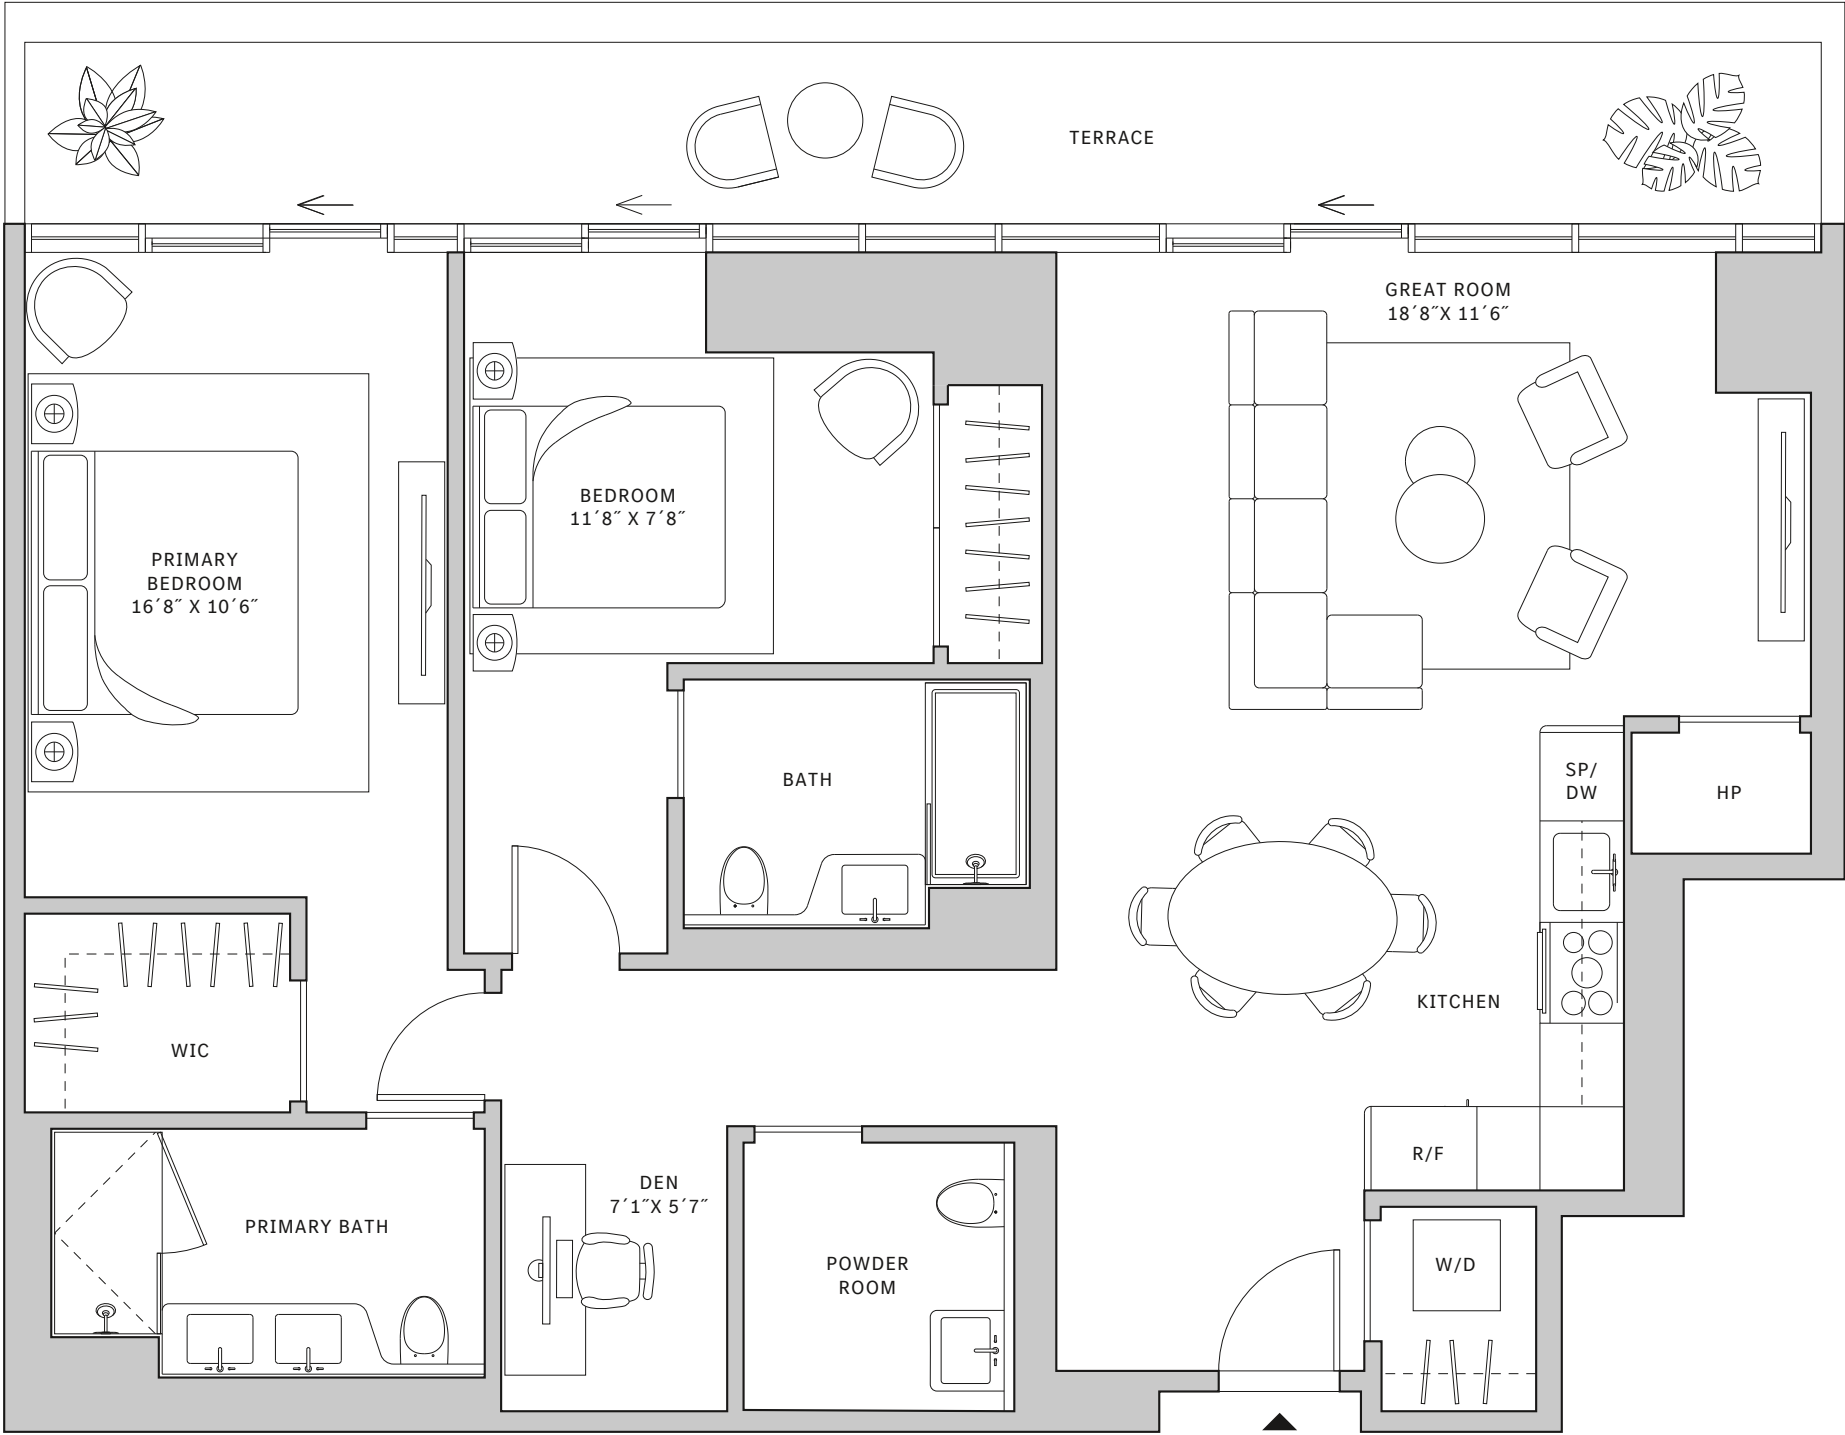 TERRACE
GREAT ROOM
18´8˝X 11´6˝
BEDROOM
11´8˝ X 7´8˝
PRIMARY
BEDROOM
16´8˝ X 10´6˝
BATH
SP/
DW
HP
KITCHEN
WIC
R/F
DEN
7´1˝X 5´7˝
PRIMARY BATH
POWDER
ROOM
W/D